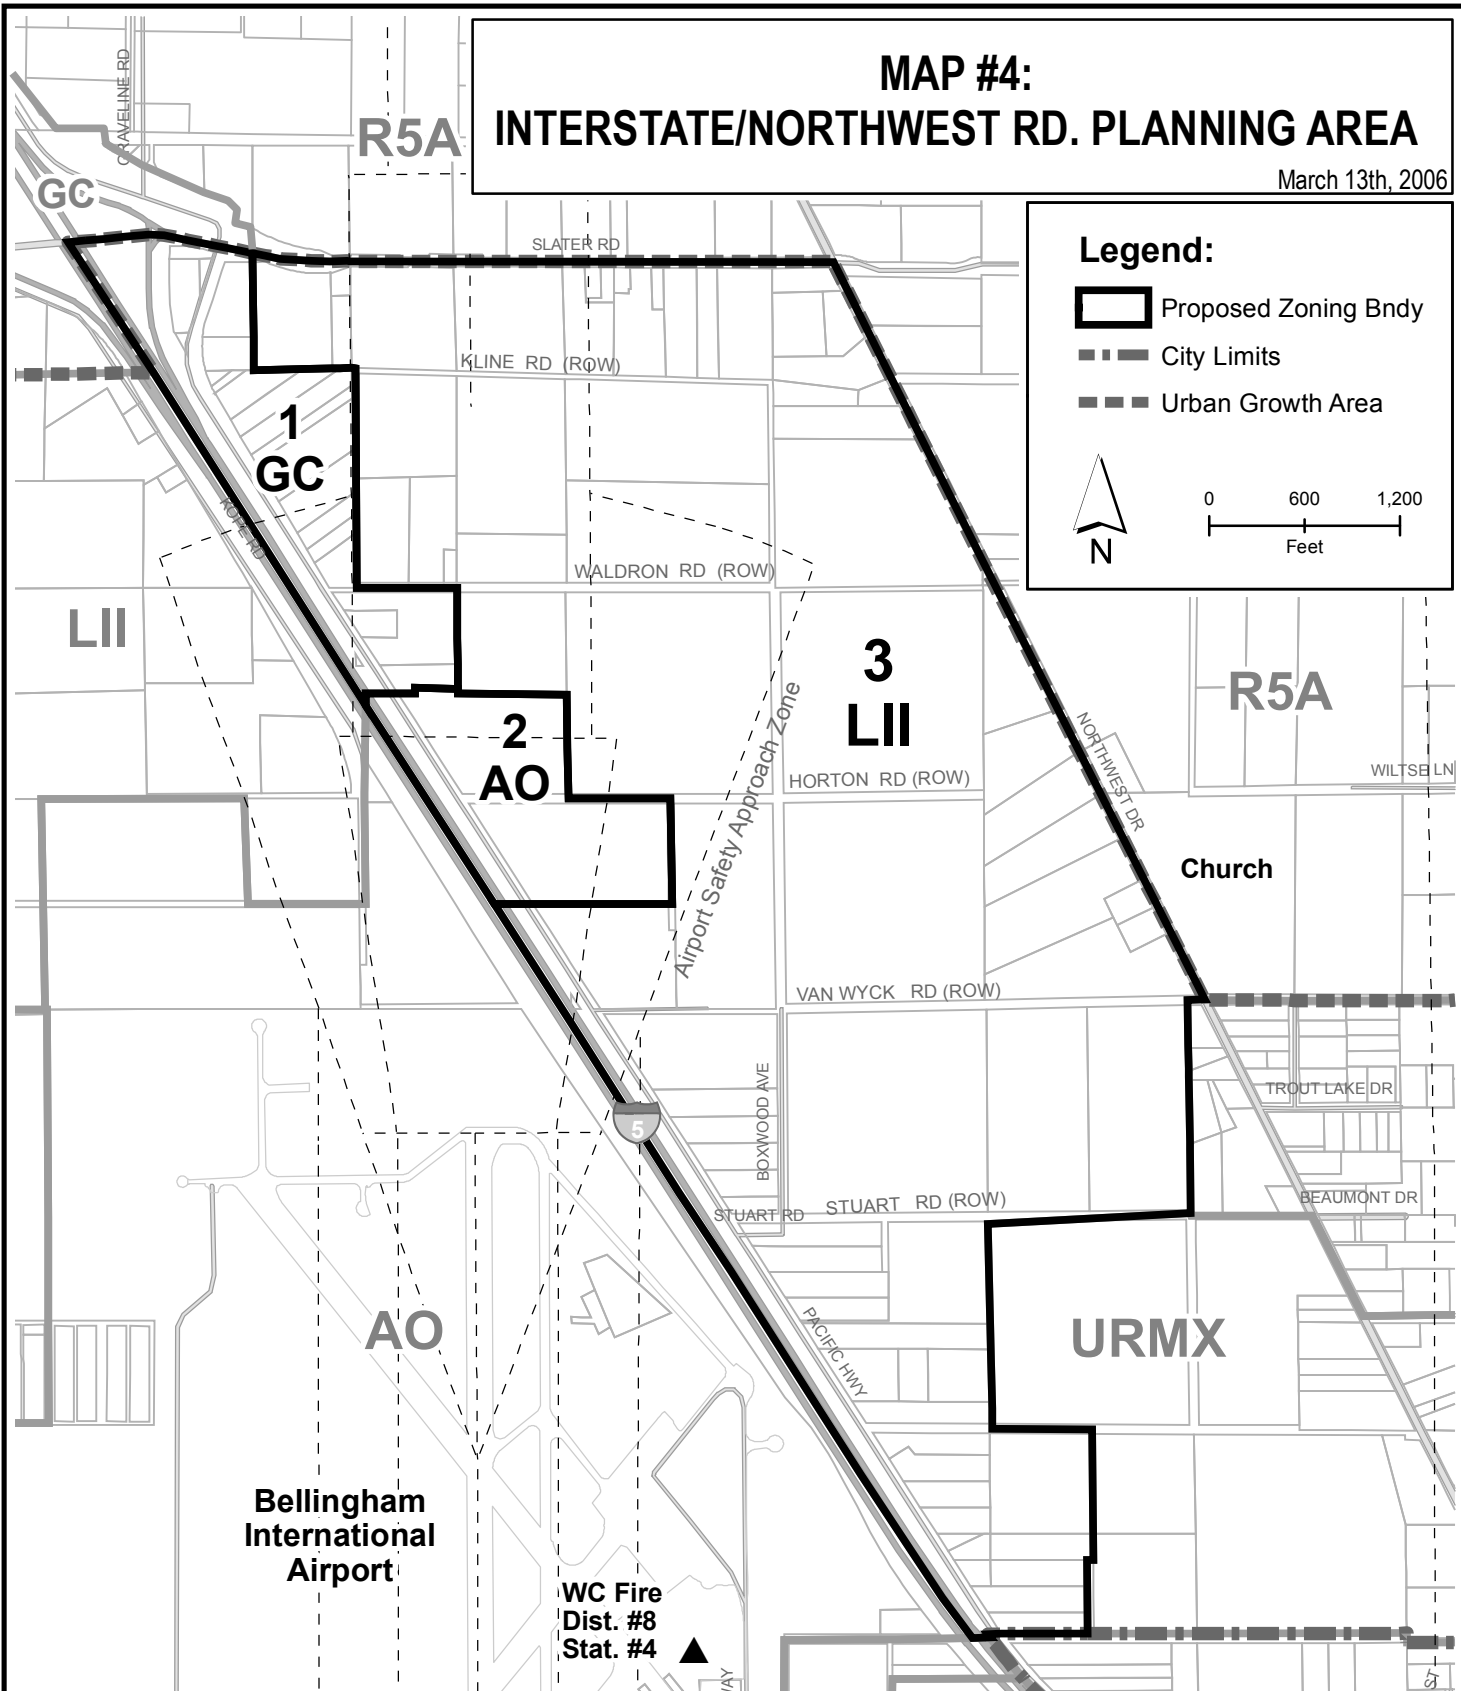 MAP #4:
INTERSTATE/NORTHWEST RD. PLANNING AREA
March 13th, 2006
Legend:
Proposed Zoning Bndy
City Limits
Urban Growth Area
0 600 1,200
Feet
N
GRAVELINE RD
R5A
GC
SLATER RD
KLINE RD (ROW)
1
GC
KOPE RD
WALDRON RD (ROW)
LII
3
LII
R5A
2
AO
HORTON RD (ROW)
NORTHWEST DR
WILTSE LN
Airport Safety Approach Zone
Church
VAN WYCK RD (ROW)
BOXWOOD AVE
TROUT LAKE DR
5
STUART RD
STUART RD (ROW)
BEAUMONT DR
AO
PACIFIC HWY
URMX
Bellingham
International
Airport
WC Fire
Dist. #8
Stat. #4
WAY
ST